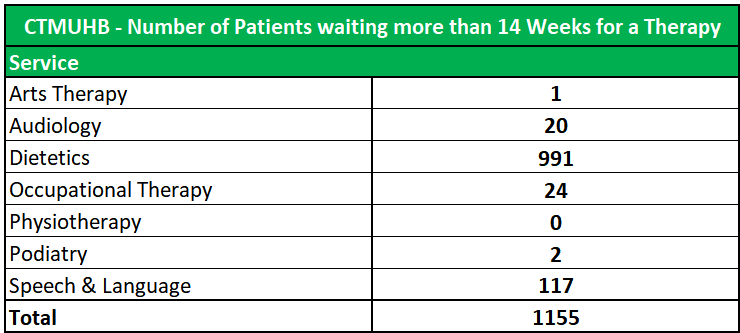 CTMUHB - Number of Patients waiting more than 14 Weeks for a Therapy
Service
Arts Therapy 1
Audiology 20
Dietetics 991
Occupational Therapy 24
Physiotherapy 0
Podiatry 2
Speech & Language 117
Total 1155